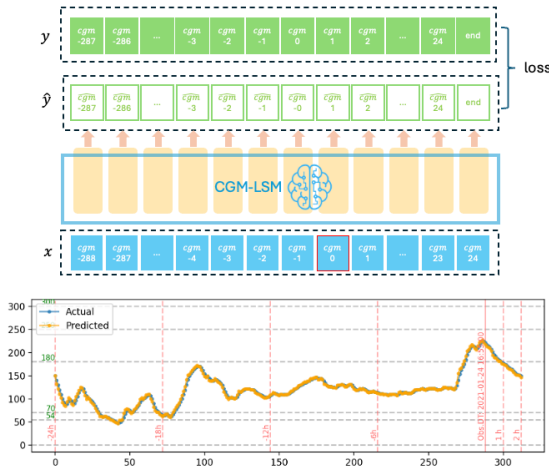 y cgm -287 cgm -286 ... cgm -3 cgm -2 cgm -1 cgm 0 cgm 1 cgm 2 ... cgm 24 end
loss
ŷ cgm -287 cgm -286 ... cgm -3 cgm -2 cgm -1 cgm -0 cgm 1 cgm 2 ... cgm 24 end
CGM-LSM
x cgm -288 cgm -287 ... cgm -4 cgm -3 cgm -2 cgm -1 cgm 0 cgm 1 ... cgm 23 cgm 24
Actual
Predicted
300
250
200
150
100
50
0
300
180
70
54
-24h
-18h
-12h
-6h
1 h
2 h
0 50 100 150 200 250 300